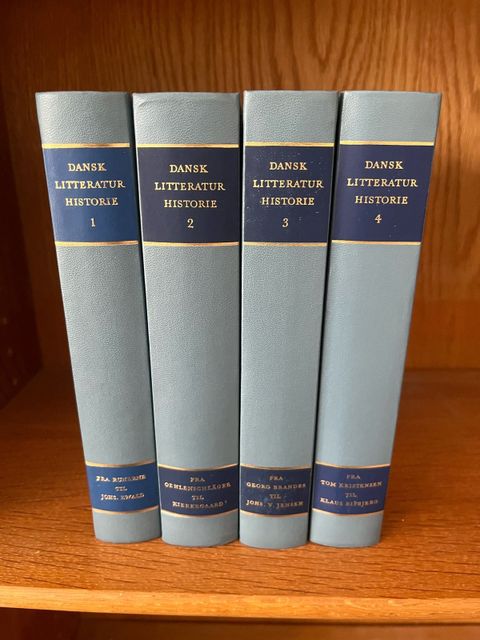 DANSK
LITTERATUR
HISTORIE
1
FRA RUNERNE
TIL
JOHS. EWALD
DANSK
LITTERATUR
HISTORIE
2
FRA
OEHLENSCHLÄGER
TIL
KIERKEGAARD
DANSK
LITTERATUR
HISTORIE
3
FRA
GEORG BRANDES
TIL
JOHS. V. JENSEN
DANSK
LITTERATUR
HISTORIE
4
FRA
TOM KRISTENSEN
TIL
KLAUS RIFBJERG